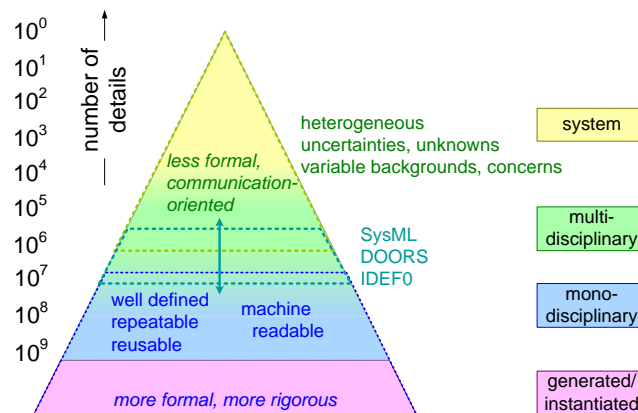 10⁰
10¹
10²
10³
10⁴
10⁵
10⁶
10⁷
10⁸
10⁹
number of
details
heterogeneous
uncertainties, unknowns
variable backgrounds, concerns
less formal,
communication-
oriented
SysML
DOORS
IDEF0
well defined
repeatable
reusable
machine
readable
more formal, more rigorous
system
multi-
disciplinary
mono-
disciplinary
generated/
instantiated